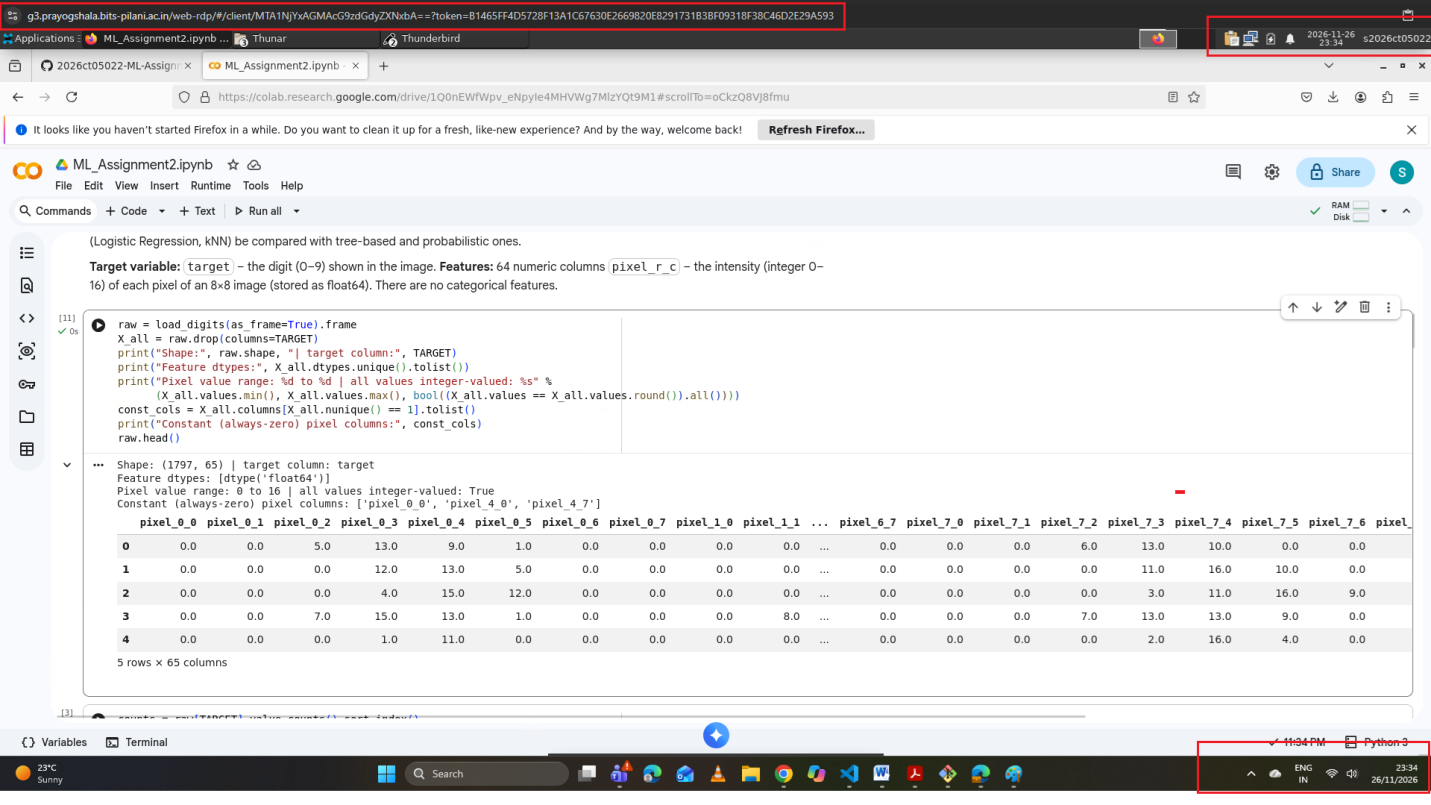 g3.prayogshala.bits-pilani.ac.in/web-rdp/#/client/MTA1NjYxAGMAcG9zdGdyZXNxbA==?token=B1465FF4D5728F13A1C67630E2669820E8291731B3BF09318F38C46D2E29A593
Applications ML_Assignment2.ipynb ... 3 Thunar 2 Thunderbird 2026-11-26 23:34 s2026ct05022
2026ct05022-ML-Assignm ML_Assignment2.ipynb -
https://colab.research.google.com/drive/1Q0nEWfWpv_eNpyIe4MHVWg7MlzYQt9M1#scrollTo=oCkzQ8VJ8fmu
It looks like you haven't started Firefox in a while. Do you want to clean it up for a fresh, like-new experience? And by the way, welcome back! Refresh Firefox...
ML_Assignment2.ipynb
File Edit View Insert Runtime Tools Help
Share S
Commands + Code + Text Run all RAM Disk
(Logistic Regression, kNN) be compared with tree-based and probabilistic ones.
Target variable: target – the digit (0–9) shown in the image. Features: 64 numeric columns pixel_r_c – the intensity (integer 0–
16) of each pixel of an 8×8 image (stored as float64). There are no categorical features.
[11] 0s
raw = load_digits(as_frame=True).frame
X_all = raw.drop(columns=TARGET)
print("Shape:", raw.shape, "| target column:", TARGET)
print("Feature dtypes:", X_all.dtypes.unique().tolist())
print("Pixel value range: %d to %d | all values integer-valued: %s" %
(X_all.values.min(), X_all.values.max(), bool((X_all.values == X_all.values.round()).all())))
const_cols = X_all.columns[X_all.nunique() == 1].tolist()
print("Constant (always-zero) pixel columns:", const_cols)
raw.head()
Shape: (1797, 65) | target column: target
Feature dtypes: [dtype('float64')]
Pixel value range: 0 to 16 | all values integer-valued: True
Constant (always-zero) pixel columns: ['pixel_0_0', 'pixel_4_0', 'pixel_4_7']
pixel_0_0 pixel_0_1 pixel_0_2 pixel_0_3 pixel_0_4 pixel_0_5 pixel_0_6 pixel_0_7 pixel_1_0 pixel_1_1 ... pixel_6_7 pixel_7_0 pixel_7_1 pixel_7_2 pixel_7_3 pixel_7_4 pixel_7_5 pixel_7_6 pixel_
0 0.0 0.0 5.0 13.0 9.0 1.0 0.0 0.0 0.0 0.0 ... 0.0 0.0 0.0 6.0 13.0 10.0 0.0 0.0
1 0.0 0.0 0.0 12.0 13.0 5.0 0.0 0.0 0.0 0.0 ... 0.0 0.0 0.0 0.0 11.0 16.0 10.0 0.0
2 0.0 0.0 0.0 4.0 15.0 12.0 0.0 0.0 0.0 0.0 ... 0.0 0.0 0.0 0.0 3.0 11.0 16.0 9.0
3 0.0 0.0 7.0 15.0 13.0 1.0 0.0 0.0 0.0 8.0 ... 0.0 0.0 0.0 7.0 13.0 13.0 9.0 0.0
4 0.0 0.0 0.0 1.0 11.0 0.0 0.0 0.0 0.0 0.0 ... 0.0 0.0 0.0 0.0 2.0 16.0 4.0 0.0
5 rows × 65 columns
[3] counts = raw[TARGET].value_counts().sort_index()
Variables Terminal 11:34 PM Python 3
23°C
Sunny
Search
ENG
IN
23:34
26/11/2026